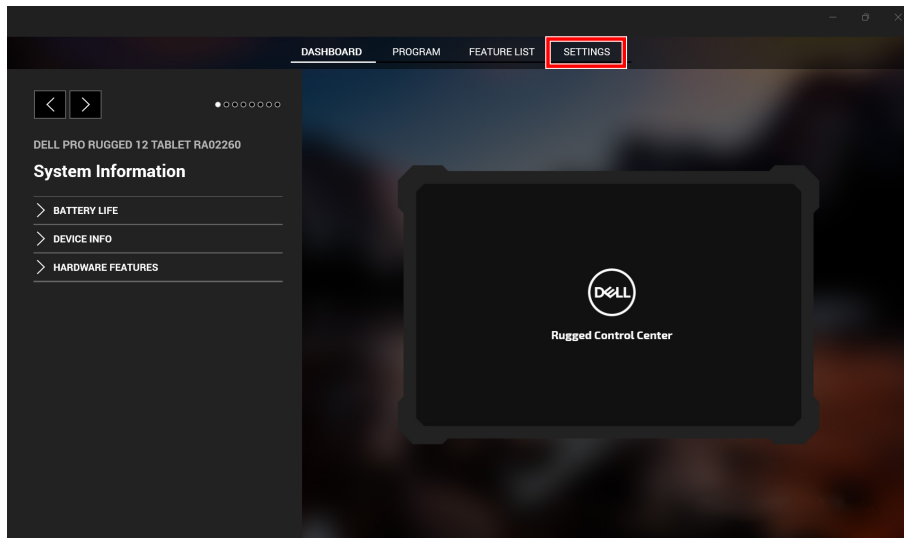 DASHBOARD PROGRAM FEATURE LIST SETTINGS
DELL PRO RUGGED 12 TABLET RA02260
System Information
BATTERY LIFE
DEVICE INFO
HARDWARE FEATURES
DELL
Rugged Control Center